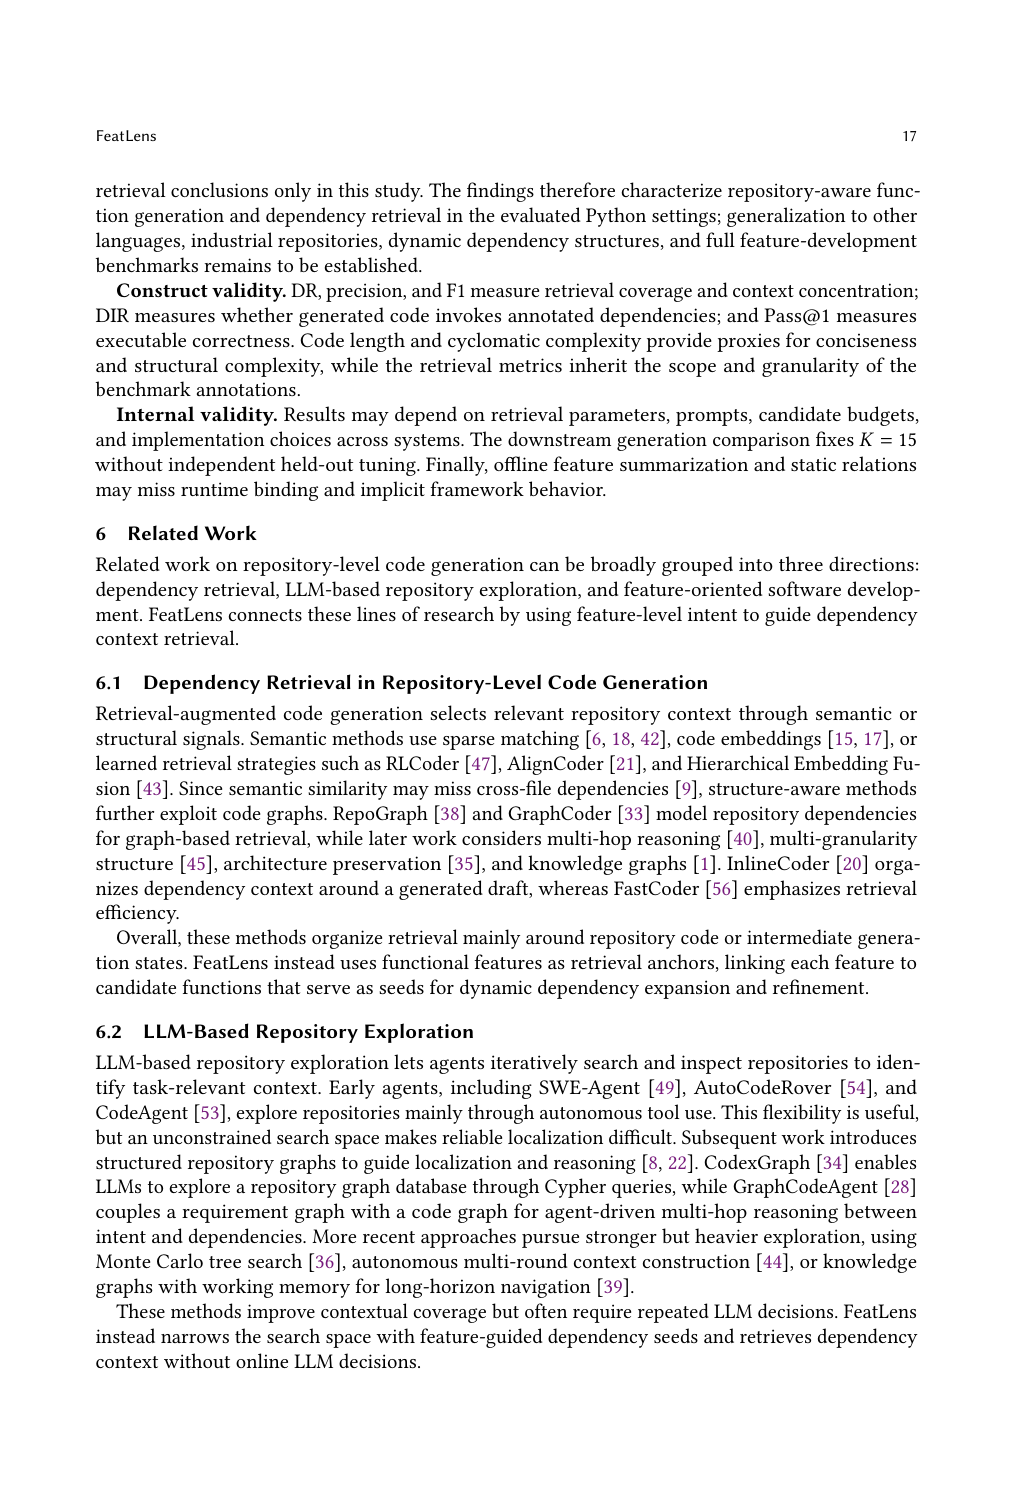 FeatLens 17
retrieval conclusions only in this study. The findings therefore characterize repository-aware func-
tion generation and dependency retrieval in the evaluated Python settings; generalization to other
languages, industrial repositories, dynamic dependency structures, and full feature-development
benchmarks remains to be established.
Construct validity. DR, precision, and F1 measure retrieval coverage and context concentration;
DIR measures whether generated code invokes annotated dependencies; and Pass@1 measures
executable correctness. Code length and cyclomatic complexity provide proxies for conciseness
and structural complexity, while the retrieval metrics inherit the scope and granularity of the
benchmark annotations.
Internal validity. Results may depend on retrieval parameters, prompts, candidate budgets,
and implementation choices across systems. The downstream generation comparison fixes K = 15
without independent held-out tuning. Finally, offline feature summarization and static relations
may miss runtime binding and implicit framework behavior.
6 Related Work
Related work on repository-level code generation can be broadly grouped into three directions:
dependency retrieval, LLM-based repository exploration, and feature-oriented software develop-
ment. FeatLens connects these lines of research by using feature-level intent to guide dependency
context retrieval.
6.1 Dependency Retrieval in Repository-Level Code Generation
Retrieval-augmented code generation selects relevant repository context through semantic or
structural signals. Semantic methods use sparse matching [6, 18, 42], code embeddings [15, 17], or
learned retrieval strategies such as RLCoder [47], AlignCoder [21], and Hierarchical Embedding Fu-
sion [43]. Since semantic similarity may miss cross-file dependencies [9], structure-aware methods
further exploit code graphs. RepoGraph [38] and GraphCoder [33] model repository dependencies
for graph-based retrieval, while later work considers multi-hop reasoning [40], multi-granularity
structure [45], architecture preservation [35], and knowledge graphs [1]. InlineCoder [20] orga-
nizes dependency context around a generated draft, whereas FastCoder [56] emphasizes retrieval
efficiency.
Overall, these methods organize retrieval mainly around repository code or intermediate genera-
tion states. FeatLens instead uses functional features as retrieval anchors, linking each feature to
candidate functions that serve as seeds for dynamic dependency expansion and refinement.
6.2 LLM-Based Repository Exploration
LLM-based repository exploration lets agents iteratively search and inspect repositories to iden-
tify task-relevant context. Early agents, including SWE-Agent [49], AutoCodeRover [54], and
CodeAgent [53], explore repositories mainly through autonomous tool use. This flexibility is useful,
but an unconstrained search space makes reliable localization difficult. Subsequent work introduces
structured repository graphs to guide localization and reasoning [8, 22]. CodexGraph [34] enables
LLMs to explore a repository graph database through Cypher queries, while GraphCodeAgent [28]
couples a requirement graph with a code graph for agent-driven multi-hop reasoning between
intent and dependencies. More recent approaches pursue stronger but heavier exploration, using
Monte Carlo tree search [36], autonomous multi-round context construction [44], or knowledge
graphs with working memory for long-horizon navigation [39].
These methods improve contextual coverage but often require repeated LLM decisions. FeatLens
instead narrows the search space with feature-guided dependency seeds and retrieves dependency
context without online LLM decisions.